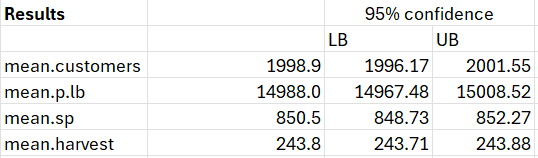 Results 95% confidence
LB UB
mean.customers 1998.9 1996.17 2001.55
mean.p.lb 14988.0 14967.48 15008.52
mean.sp 850.5 848.73 852.27
mean.harvest 243.8 243.71 243.88